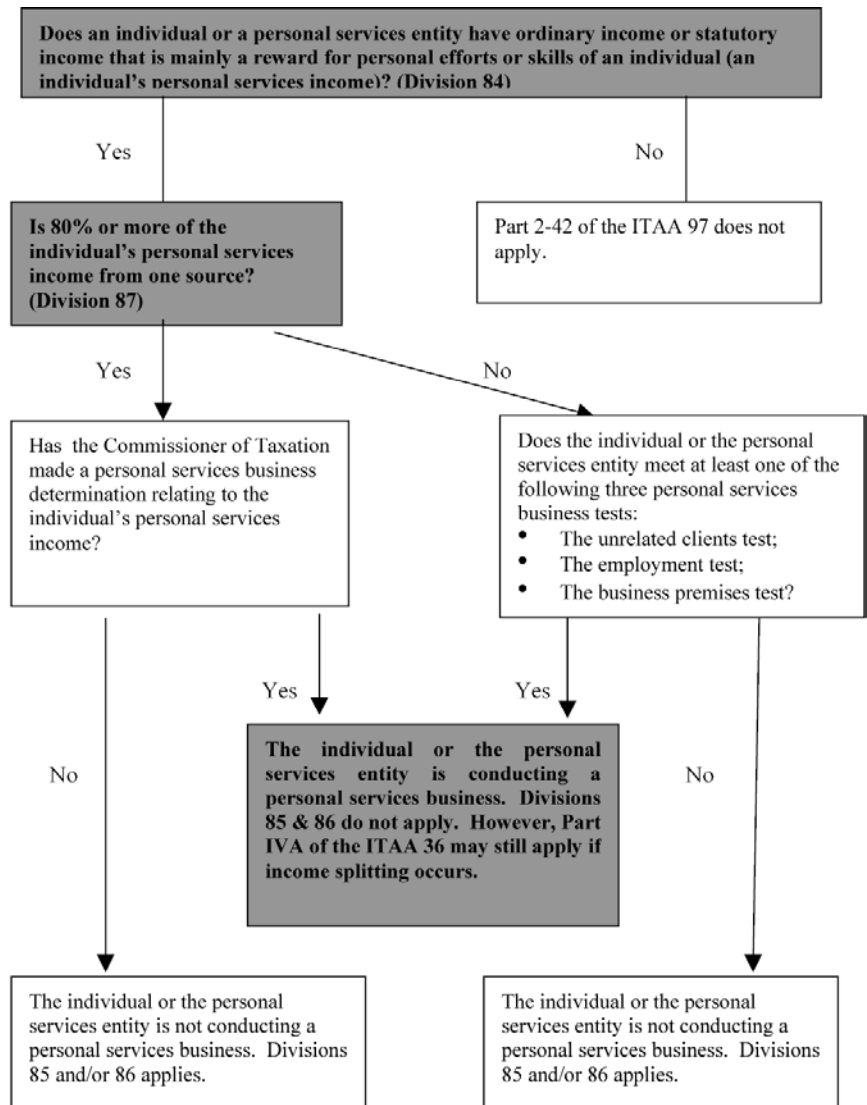 Does an individual or a personal services entity have ordinary income or statutory
income that is mainly a reward for personal efforts or skills of an individual (an
individual's personal services income)? (Division 84)
Yes
No
Is 80% or more of the
individual's personal services
income from one source?
(Division 87)
Part 2-42 of the ITAA 97 does not
apply.
Yes
No
Has the Commissioner of Taxation
made a personal services business
determination relating to the
individual's personal services
income?
Does the individual or the personal
services entity meet at least one of the
following three personal services
business tests:
• The unrelated clients test;
• The employment test;
• The business premises test?
Yes
Yes
No
No
The individual or the personal
services entity is conducting a
personal services business. Divisions
85 & 86 do not apply. However, Part
IVA of the ITAA 36 may still apply if
income splitting occurs.
The individual or the personal
services entity is not conducting a
personal services business. Divisions
85 and/or 86 applies.
The individual or the personal
services entity is not conducting a
personal services business. Divisions
85 and/or 86 applies.